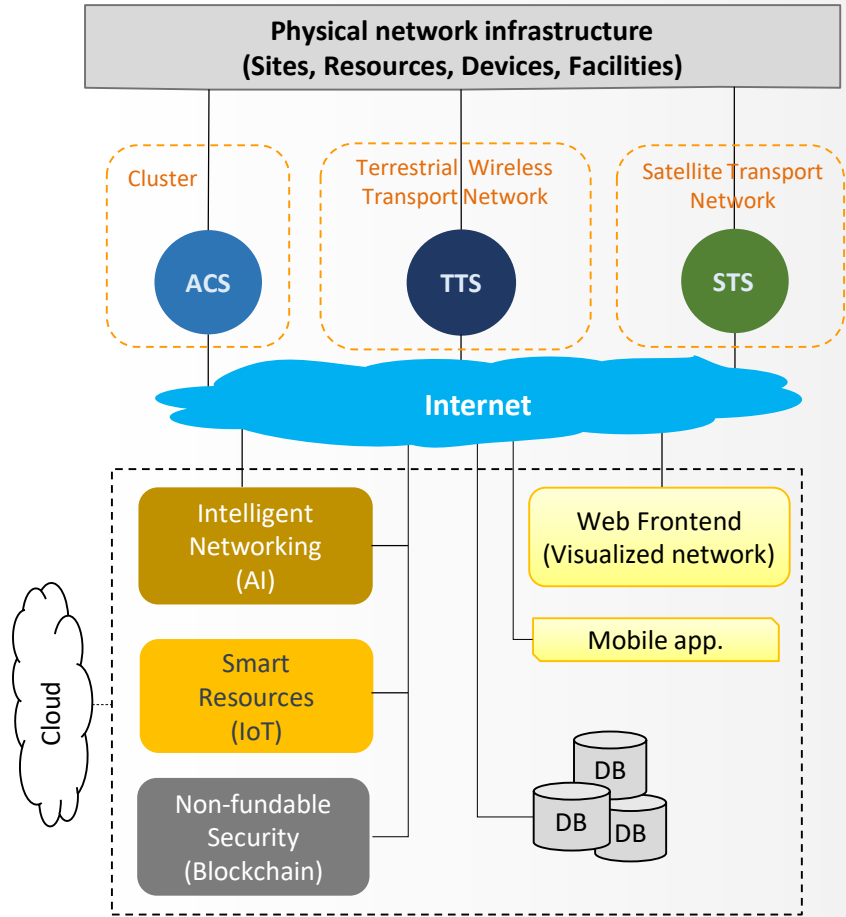 Physical network infrastructure
(Sites, Resources, Devices, Facilities)
Cluster
Terrestrial Wireless
Transport Network
Satellite Transport
Network
ACS
TTS
STS
Internet
Intelligent
Networking
(AI)
Web Frontend
(Visualized network)
Mobile app.
Smart
Resources
(IoT)
Cloud
Non-fundable
Security
(Blockchain)
DB
DB
DB